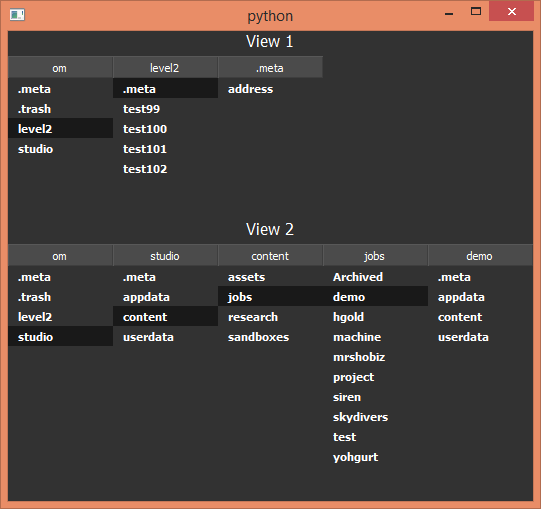 python
View 1
om level2 .meta
.meta .meta address
.trash test99
level2 test100
studio test101
test102
View 2
om studio content jobs demo
.meta .meta assets Archived .meta
.trash appdata jobs demo appdata
level2 content research hgold content
studio userdata sandboxes machine userdata
mrshobiz
project
siren
skydivers
test
yohgurt